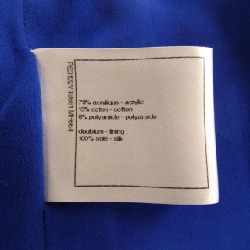 79% acrylique - acrylic
15% coton - cotton
6% polyamide - polyamide
doublure - lining
100% soie - silk